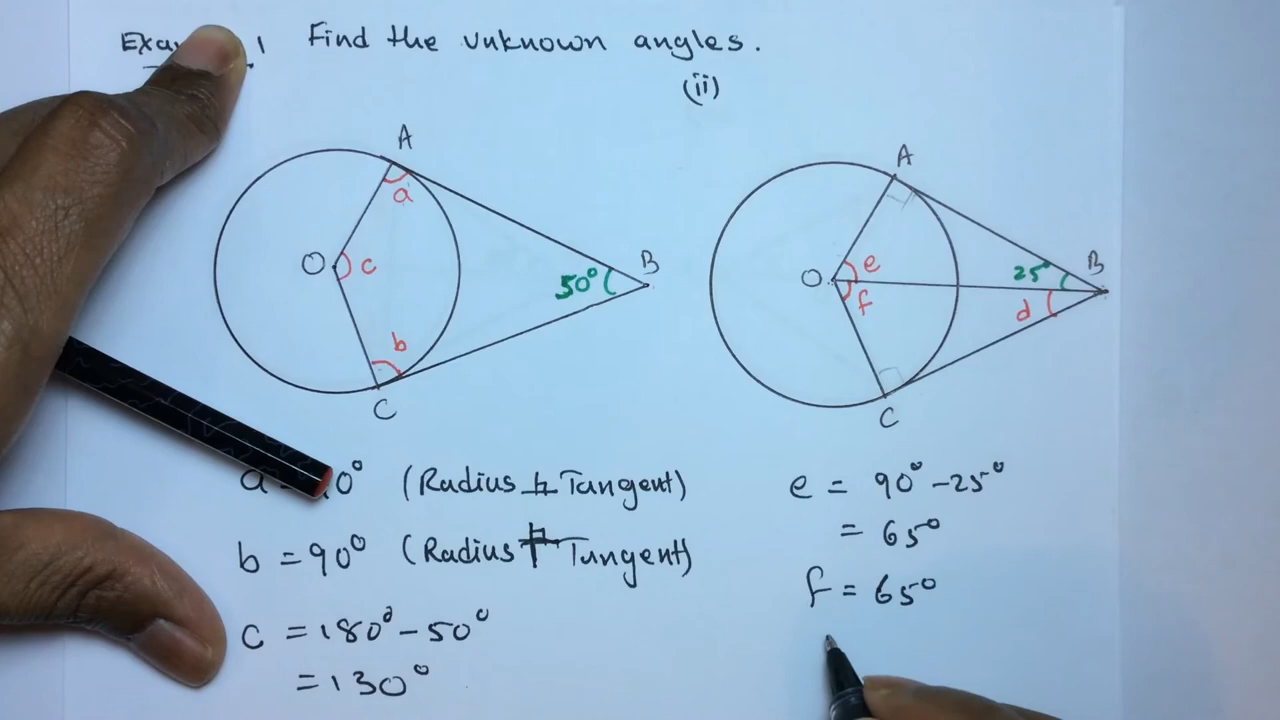 1 Find the unknown angles.
(ii)
A
a
O
c
50°
B
b
C
A
e
O
f
25°
B
d
C
(Radius ⊥ Tangent)
b = 90° (Radius ⊥ Tangent)
c = 180° - 50°
= 130°
e = 90° - 25°
= 65°
f = 65°